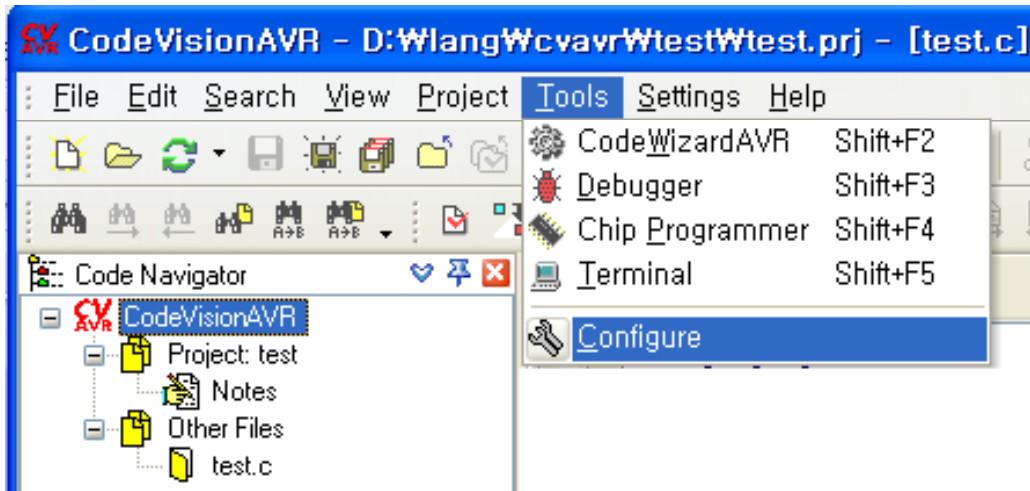 CodeVisionAVR - D:₩lang₩cvavr₩test₩test.prj - [test.c]
File Edit Search View Project Tools Settings Help
CodeWizardAVR Shift+F2
Debugger Shift+F3
Chip Programmer Shift+F4
Terminal Shift+F5
Configure
Code Navigator
CodeVisionAVR
Project: test
Notes
Other Files
test.c